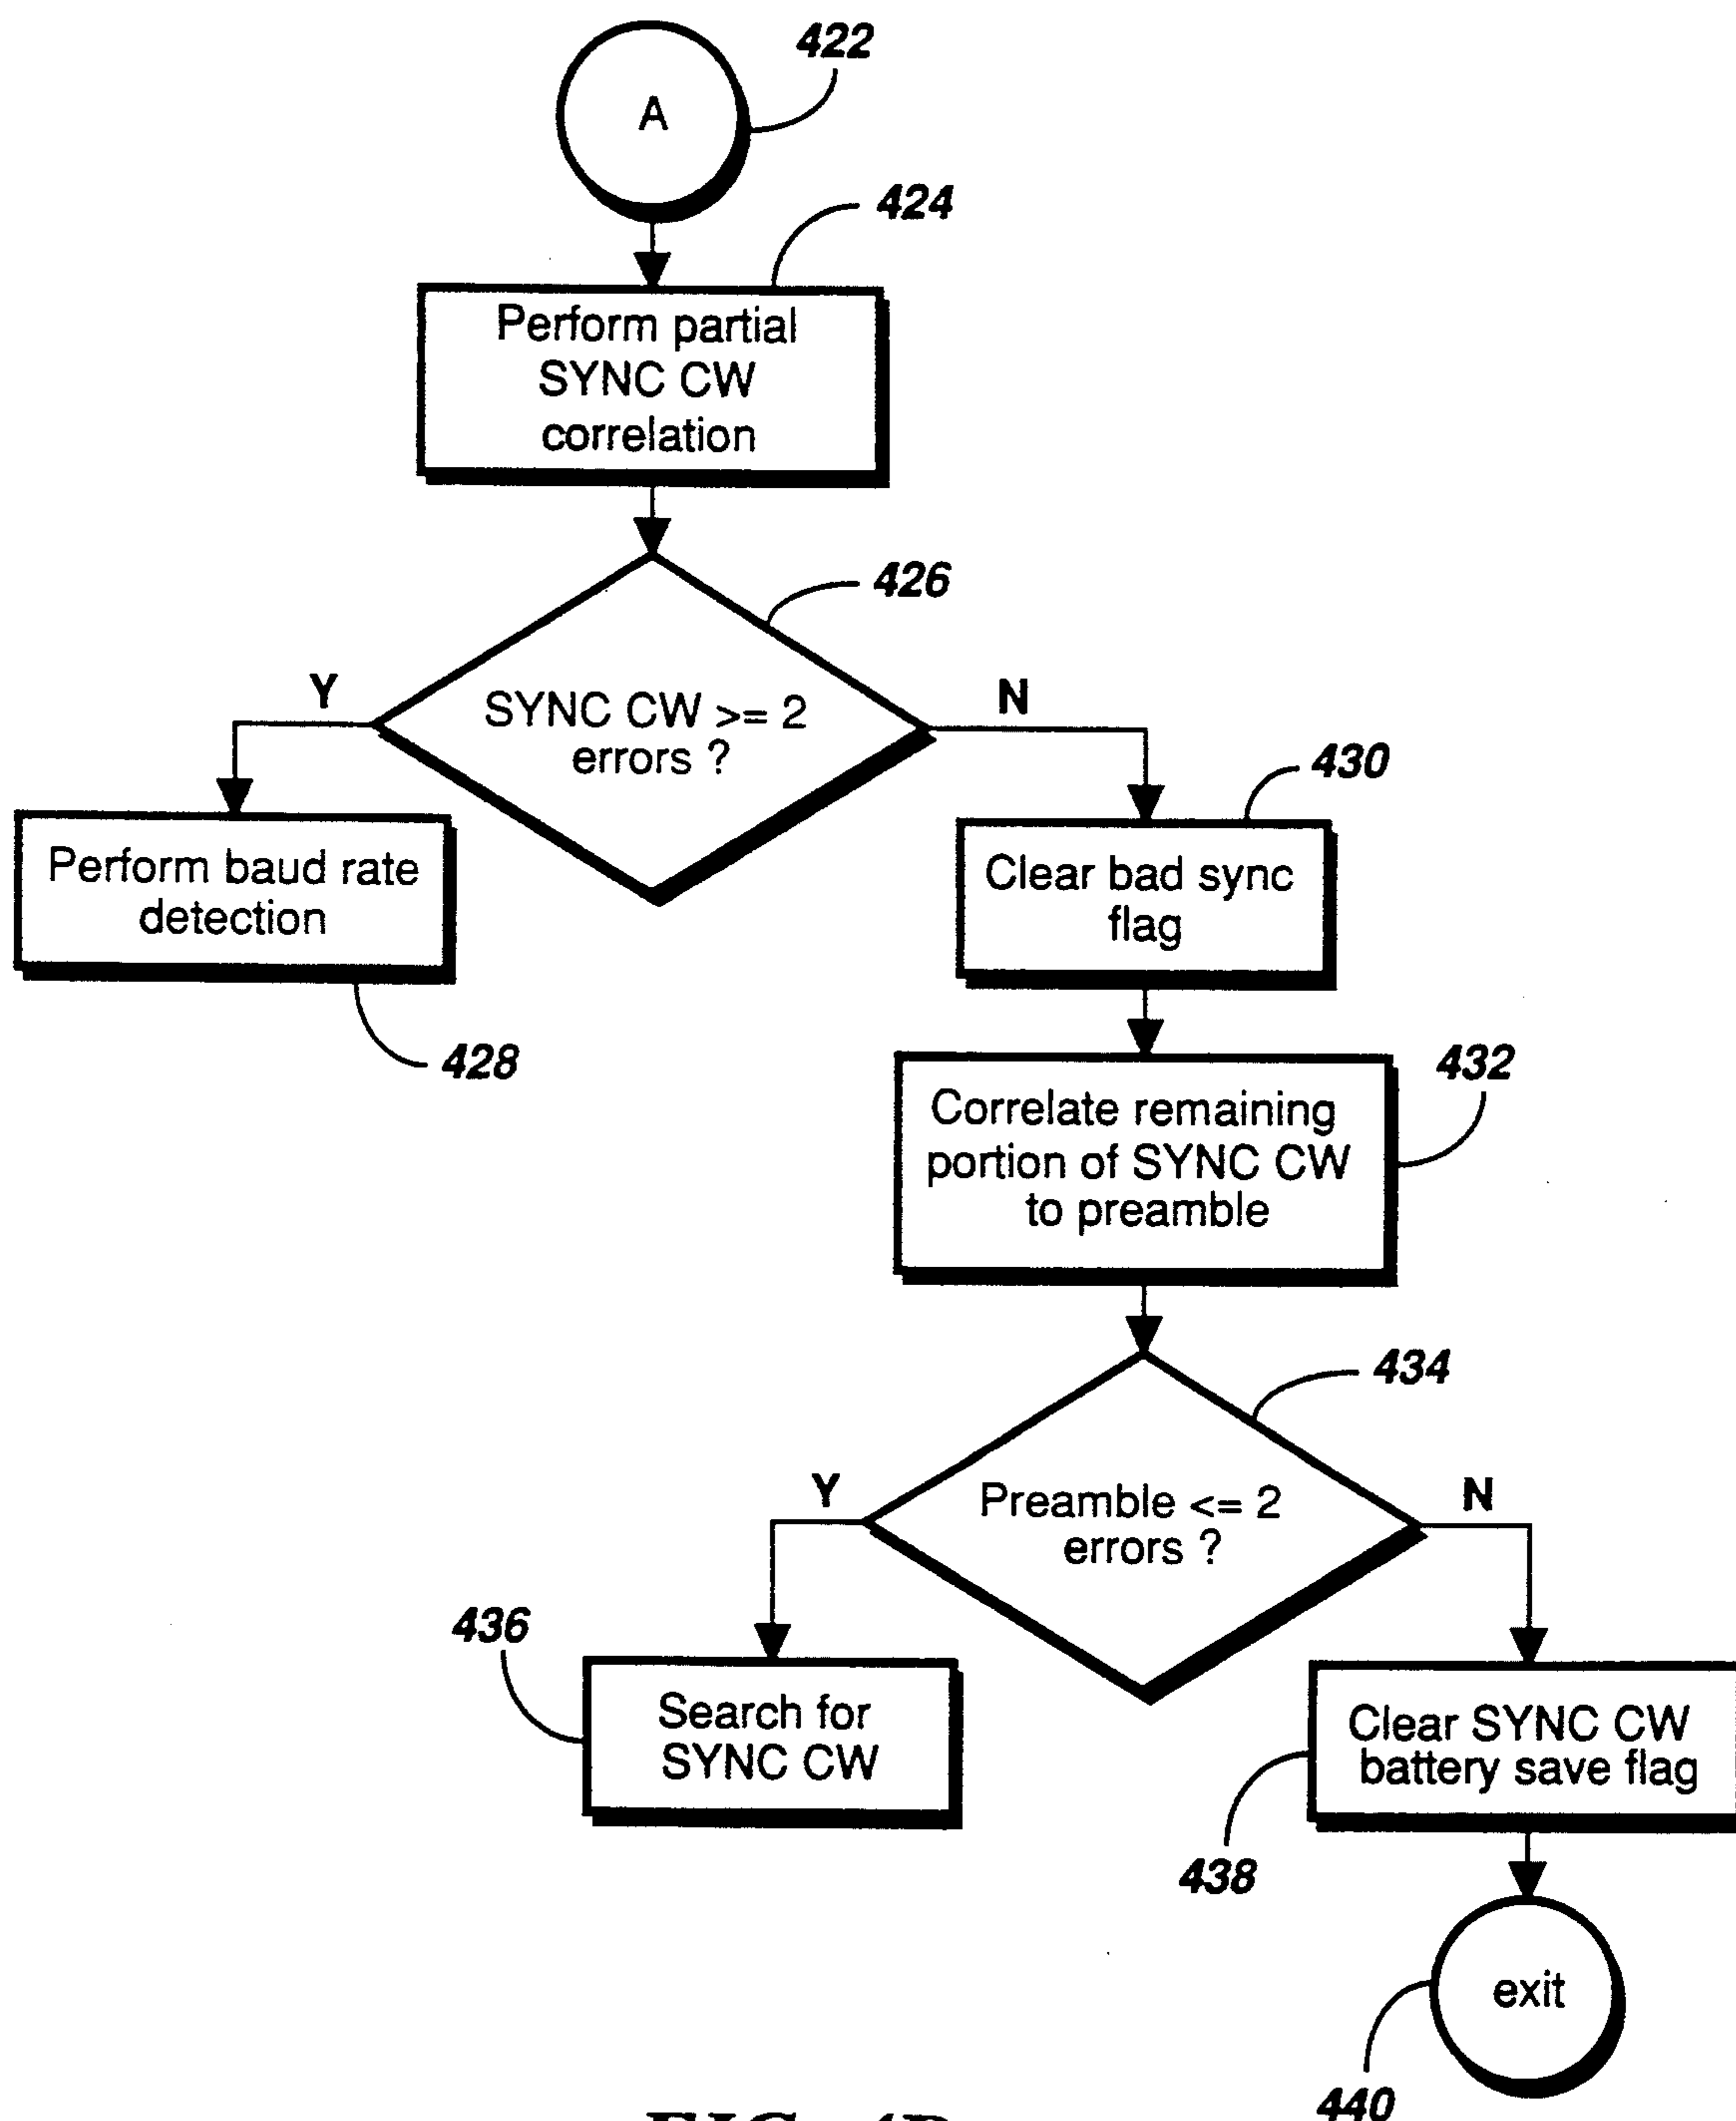 422
A
424
Perform partial
SYNC CW
correlation
426
Y
SYNC CW >= 2
errors ?
N
430
Perform baud rate
detection
Clear bad sync
flag
428
432
Correlate remaining
portion of SYNC CW
to preamble
434
Y
Preamble <= 2
errors ?
N
436
Search for
SYNC CW
Clear SYNC CW
battery save flag
438
exit
440